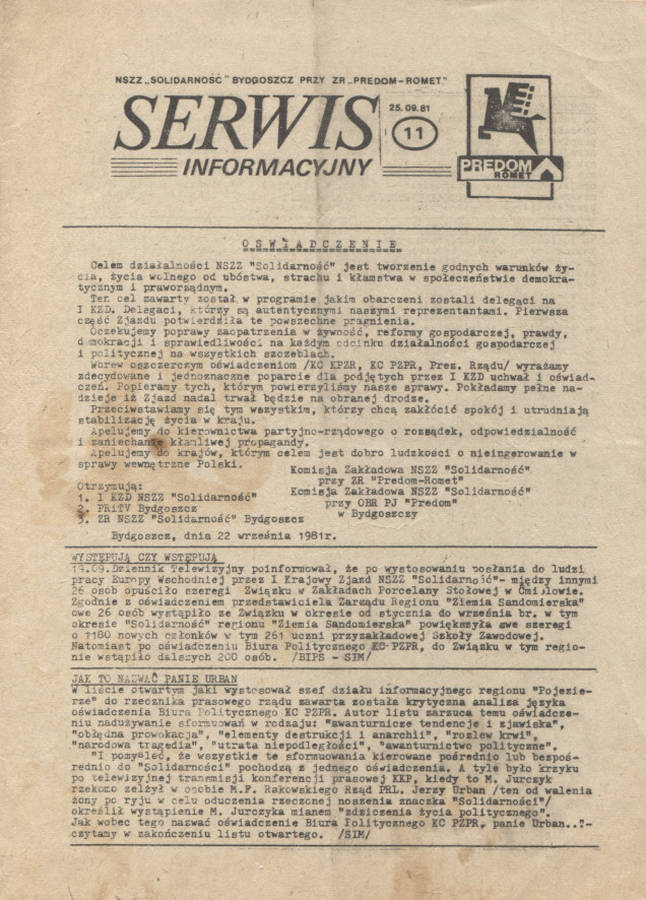 NSZZ „SOLIDARNOŚĆ" BYDGOSZCZ PRZY ZR „PREDOM-ROMET"
SERWIS
INFORMACYJNY
25.09.81
11
PREDOM
ROMET
OŚWIADCZENIE
Celem działalności NSZZ "Solidarność" jest tworzenie godnych warunków ży-
cia, życia wolnego od ubóstwa, strachu i kłamstwa w społeczeństwie demokra-
tycznym i praworządnym.
Ten cel zawarty został w programie jakim obarczeni zostali delegaci na
I KZD. Delegaci, którzy są autentycznymi naszymi reprezentantami. Pierwsza
część Zjazdu potwierdziła te powszechne pragnienia.
Oczekujemy poprawy zaopatrzenia w żywność, reformy gospodarczej, prawdy,
demokracji i sprawiedliwości na każdym odcinku działalności gospodarczej
i politycznej na wszystkich szczeblach.
Wbrew oszczerczym oświadczeniom /KC KPZR, KC PZPR, Prez. Rządu/ wyrażamy
zdecydowane i jednoznaczne poparcie dla podjętych przez I KZD uchwał i oświad-
czeń. Popieramy tych, którym powierzyliśmy nasze sprawy. Pokładamy pełne na-
dzieje iż Zjazd nadal trwał będzie na obranej drodze.
Przeciwstawiamy się tym wszystkim, którzy chcą zakłócić spokój i utrudniają
stabilizację życia w kraju.
Apelujemy do kierownictwa partyjno-rządowego o rozsądek, odpowiedzialność
i zaniechanie kłamliwej propagandy.
Apelujemy do krajów, którym celem jest dobro ludzkości o nieingerowanie w
sprawy wewnętrzne Polski.
Komisja Zakładowa NSZZ "Solidarność"
przy ZR "Predom-Romet"
Komisja Zakładowa NSZZ "Solidarność"
przy OBR PJ "Predom"
w Bydgoszczy
Otrzymują:
1. I KZD NSZZ "Solidarność"
2. PRiTV Bydgoszcz
3. ZR NSZZ "Solidarność" Bydgoszcz
Bydgoszcz, dnia 22 września 1981r.
WYSTĘPUJĄ CZY WSTĘPUJĄ
19.09.Dziennik Telewizyjny poinformował, że po wystosowaniu posłania do ludzi
pracy Europy Wschodniej przez I Krajowy Zjazd NSZZ "Solidarność"- między innymi
26 osób opuściło szeregi Związku w Zakładach Porcelany Stołowej w Ćmielowie.
Zgodnie z oświadczeniem przedstawiciela Zarządu Regionu "Ziemia Sandomierska"
owe 26 osób wystąpiło ze Związku w okresie od stycznia do września br. w tym
okresie "Solidarność" regionu "Ziemia Sandomierska" powiększyła swe szeregi
o 1180 nowych członków w tym 261 uczni przyzakładowej Szkoły Zawodowej.
Natomiast po oświadczeniu Biura Politycznego KC PZPR, do Związku w tym regio-
nie wstąpiło dalszych 200 osób. /BIPS - SIM/
JAK TO NAZWAĆ PANIE URBAN
W liście otwartym jaki wystosował szef działu informacyjnego regionu "Pojezie-
rze" do rzecznika prasowego rządu zawarta została krytyczna analiza języka
oświadczenia Biura Politycznego KC PZPR. Autor listu zarzuca temu oświadcze-
niu nadużywanie sformuowań w rodzaju: "awanturnicze tendencje i zjawiska",
"obłędna prowokacja", "elementy destrukcji i anarchii", "rozlew krwi",
"narodowa tragedia", "utrata niepodległości", "awanturnictwo polityczne".
"I pomyśleć, że wszystkie te sformuowania kierowane pośrednio lub bezpoś-
rednio do "Solidarności" pochodzą z jednego oświadczenia. A tyle było krzyku
po telewizyjnej transmisji konferencji prasowej KKP, kiedy to M. Jurczyk
rzekomo zelżył w osobie M.F. Rakowskiego Rząd PRL. Jerzy Urban /ten od walenia
żony po ryju w celu oduczenia rzeczonej noszenia znaczka "Solidarności"/
określił wystąpienie M. Jurczyka mianem "zdziczenia życia politycznego".
Jak wobec tego nazwać oświadczenie Biura Politycznego KC PZPR, panie Urban..?-
czytamy w zakończeniu listu otwartego. /SIM/